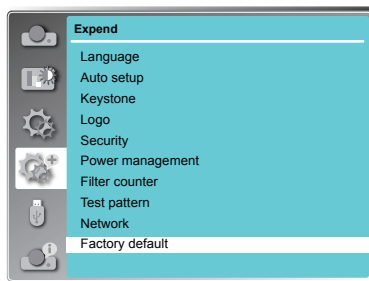 Expend
Language
Auto setup
Keystone
Logo
Security
Power management
Filter counter
Test pattern
Network
Factory default